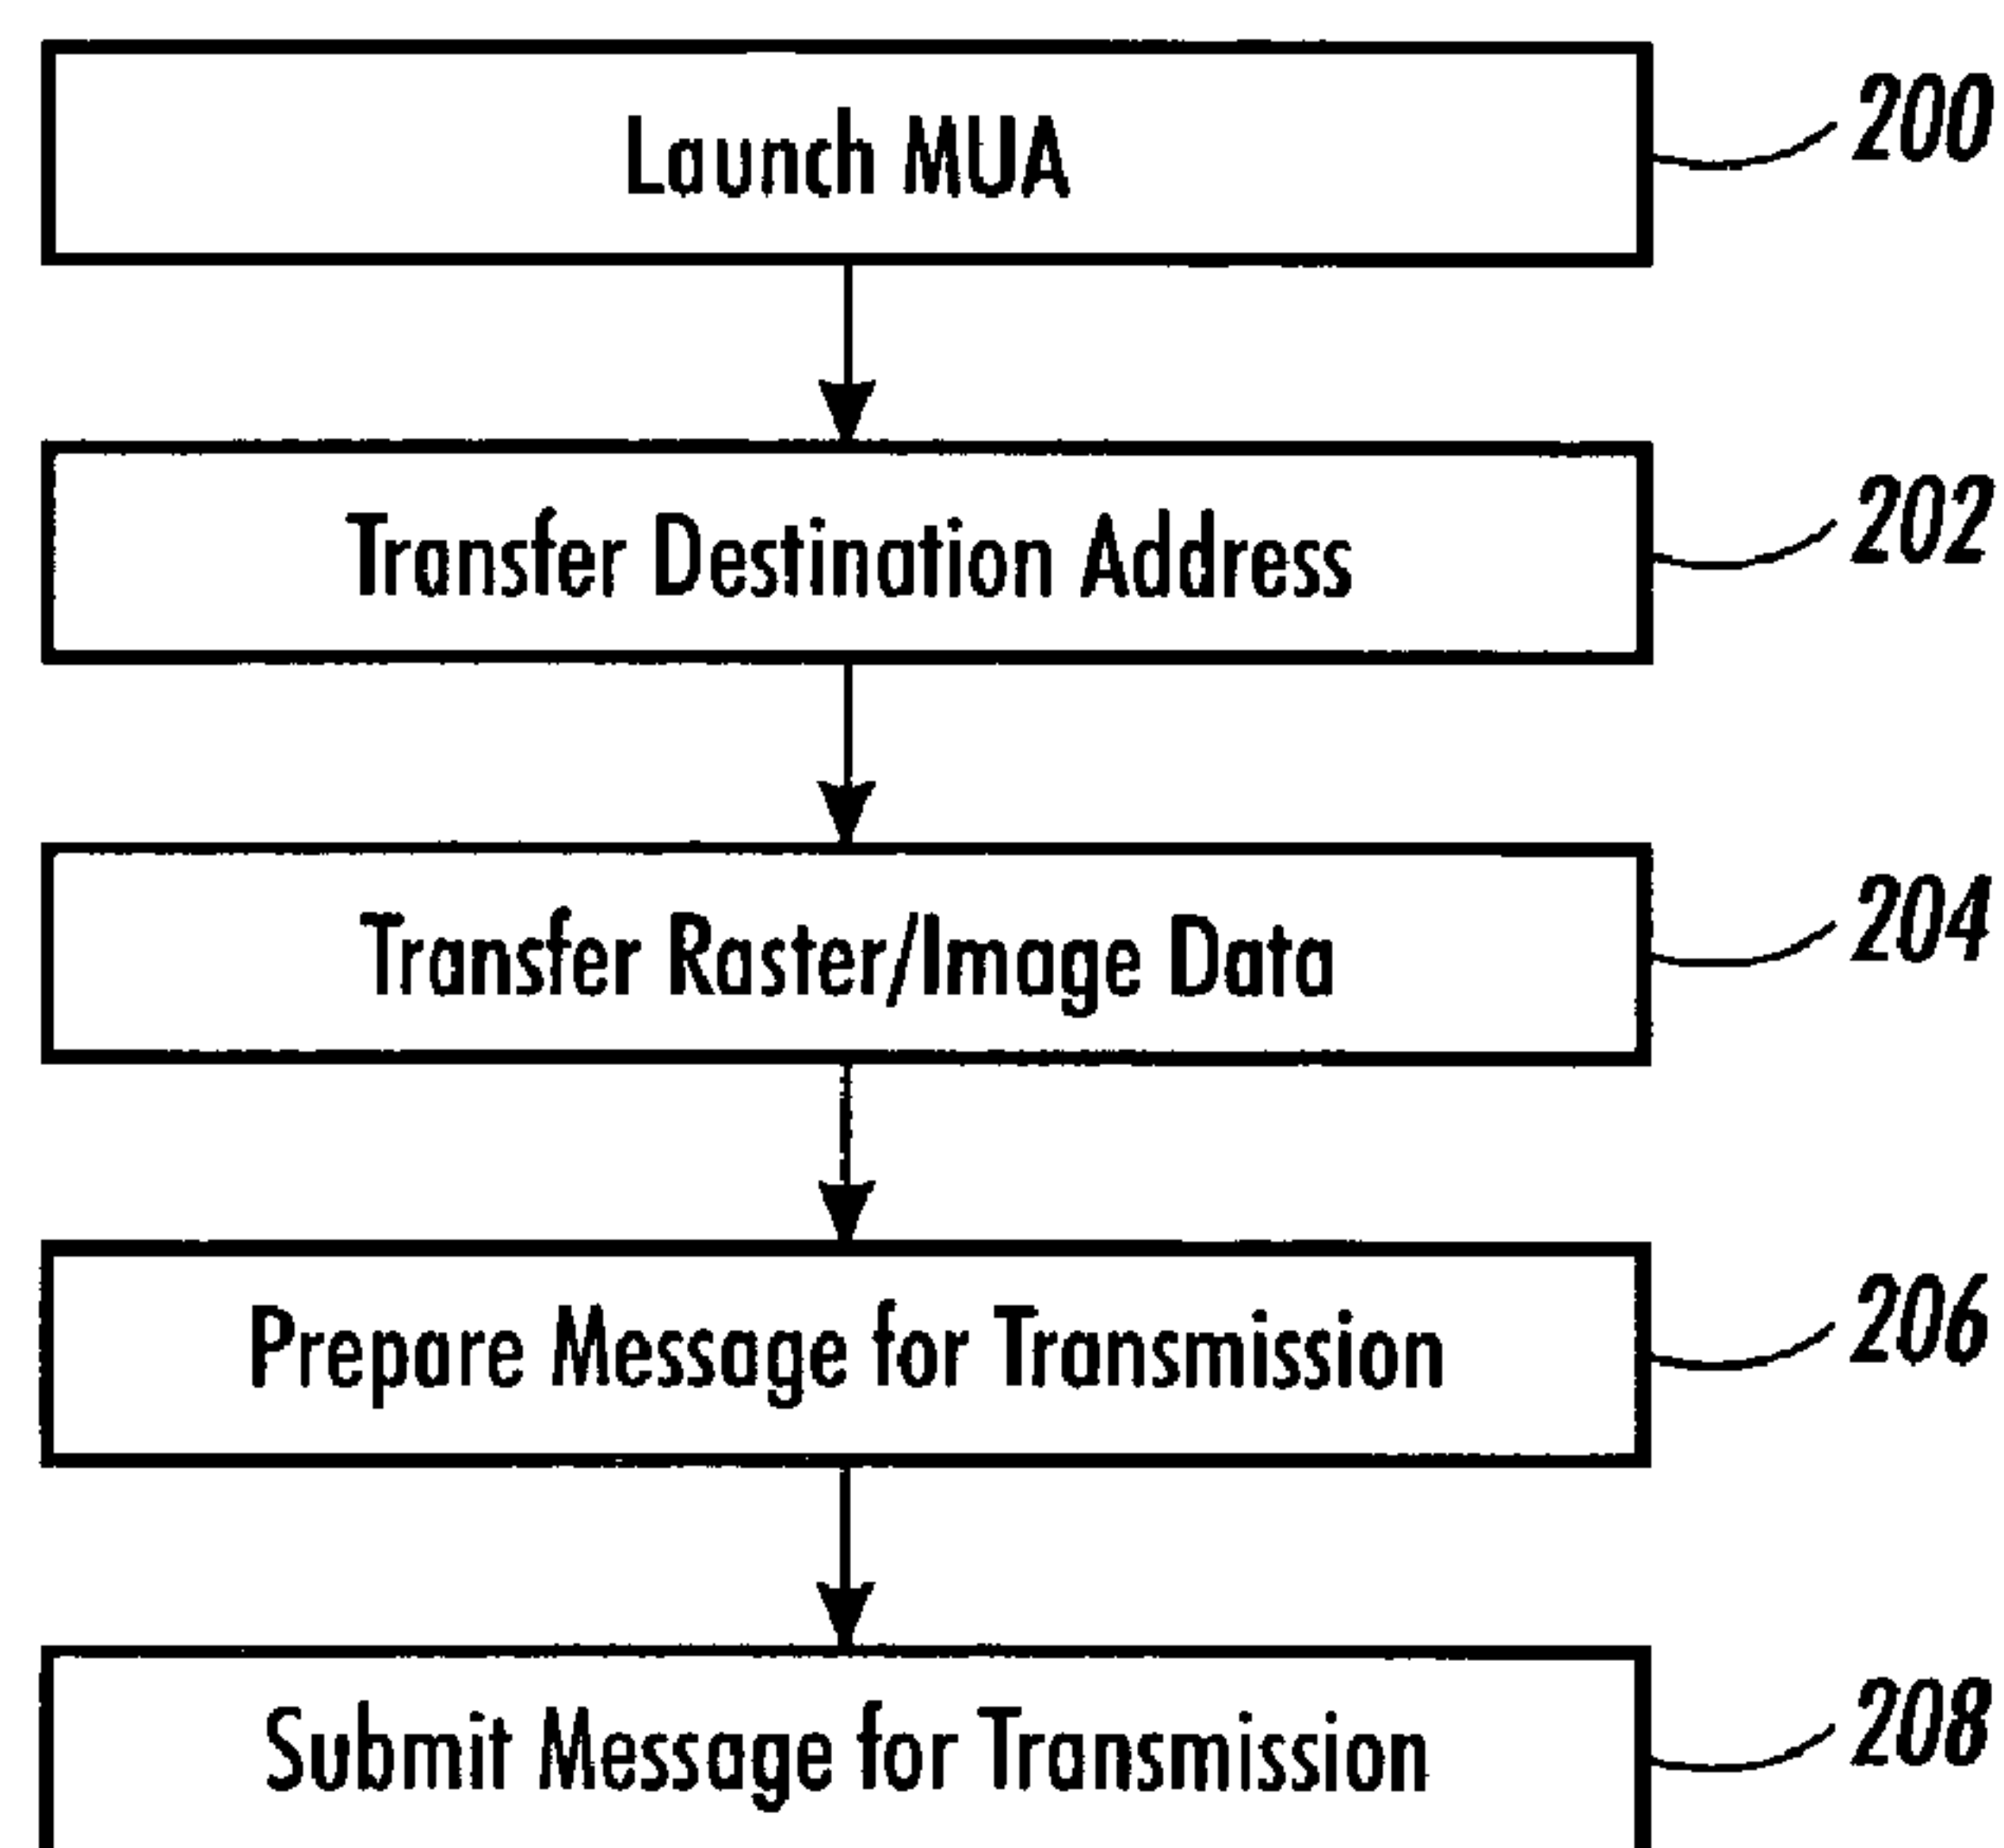 Launch MUA
200
Transfer Destination Address
202
Transfer Raster/Image Data
204
Prepare Message for Transmission
206
Submit Message for Transmission
208